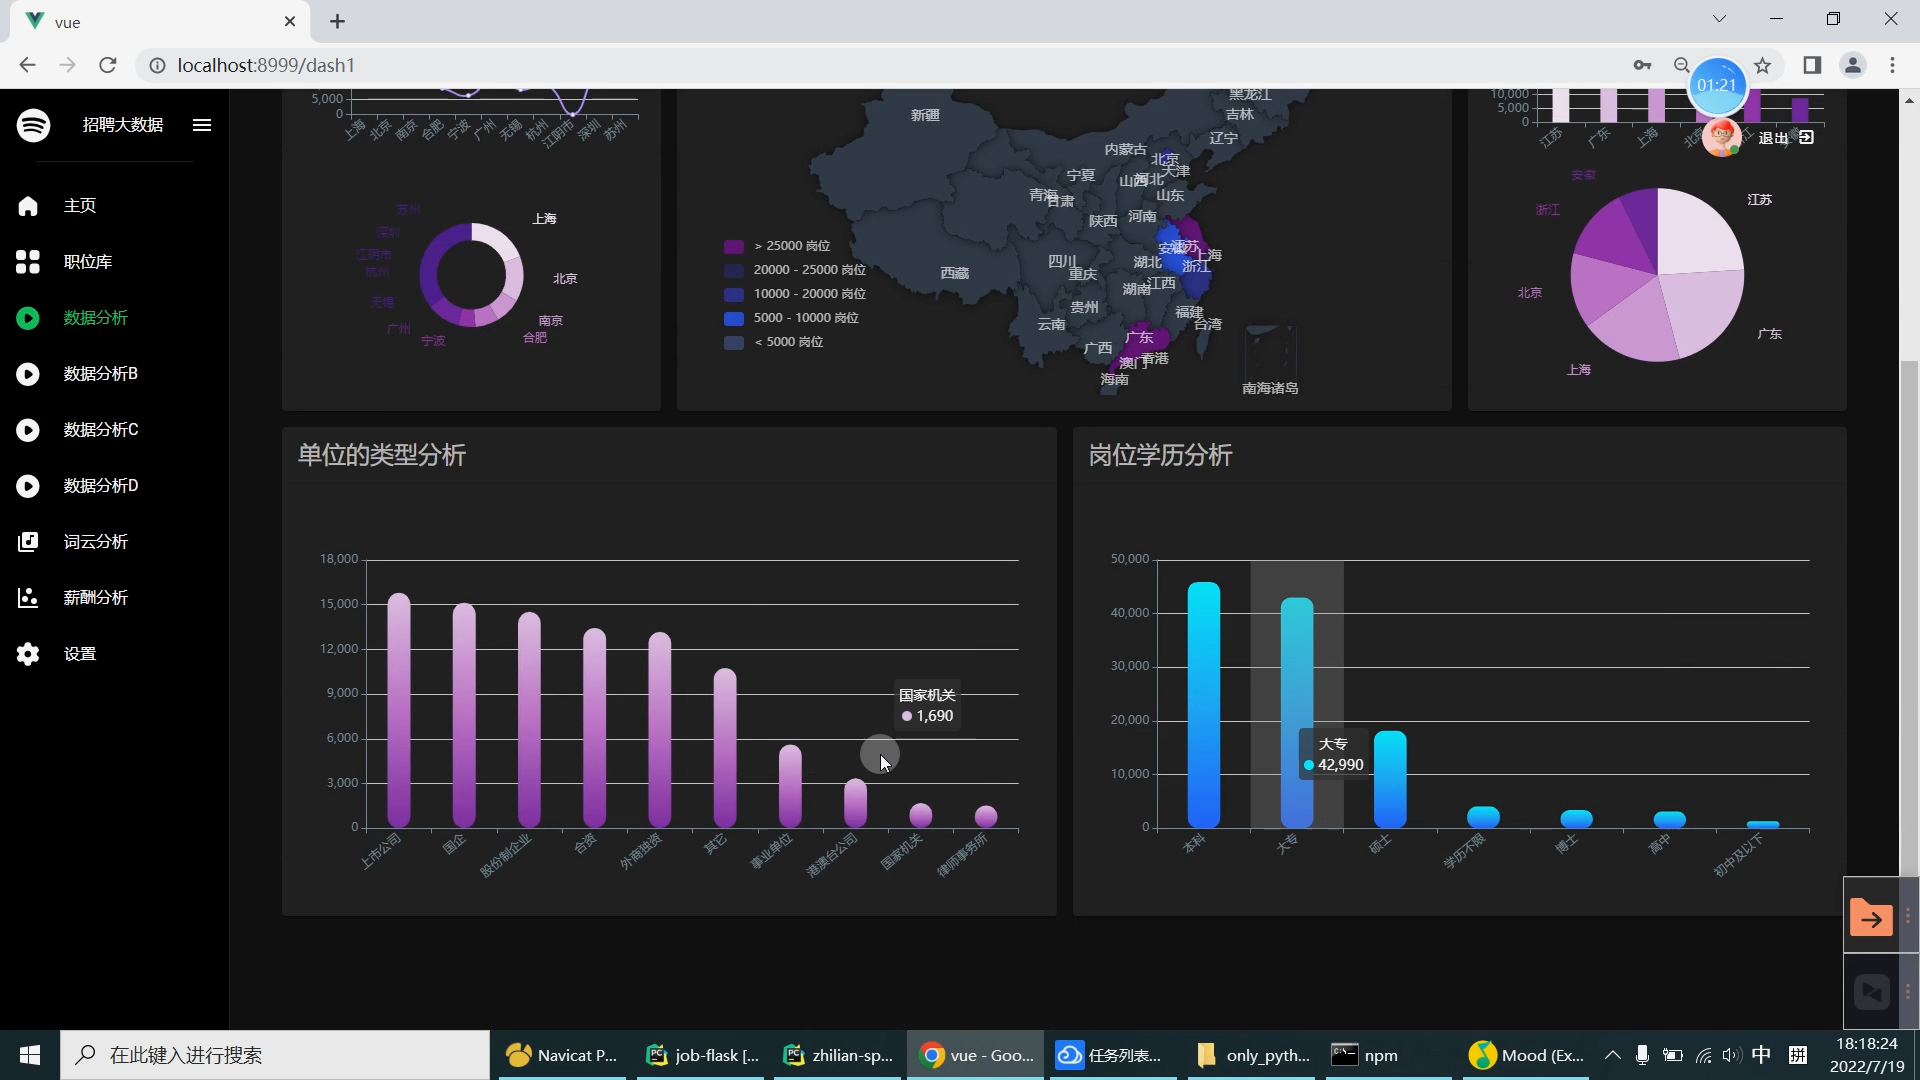 vue
localhost:8999/dash1
01:21
招聘大数据
退出
主页
职位库
数据分析
数据分析B
数据分析C
数据分析D
词云分析
薪酬分析
设置
5,000
0
上海
北京
南京
合肥
宁波
广州
无锡
杭州
江阴市
深圳
苏州
苏州
深圳
江阴市
杭州
无锡
广州
宁波
合肥
南京
北京
上海
新疆
黑龙江
吉林
辽宁
内蒙古
北京
天津
宁夏
山西
河北
山东
青海
甘肃
陕西
河南
安徽
江苏
上海
浙江
四川
重庆
湖北
西藏
湖南
江西
贵州
云南
福建
台湾
广西
广东
澳门
香港
海南
南海诸岛
> 25000 岗位
20000 - 25000 岗位
10000 - 20000 岗位
5000 - 10000 岗位
< 5000 岗位
10,000
5,000
0
江苏
广东
上海
安徽
浙江
北京
上海
广东
江苏
单位的类型分析
18,000
15,000
12,000
9,000
6,000
3,000
0
上市公司
国企
股份制企业
合资
外商独资
其它
事业单位
港澳台公司
国家机关
律师事务所
国家机关
1,690
岗位学历分析
50,000
40,000
30,000
20,000
10,000
0
本科
大专
硕士
学历不限
博士
高中
初中及以下
大专
42,990
在此键入进行搜索
Navicat P...
job-flask [...
zhilian-sp...
vue - Goo...
任务列表...
only_pyth...
npm
Mood (Ex...
中
拼
18:18:24
2022/7/19